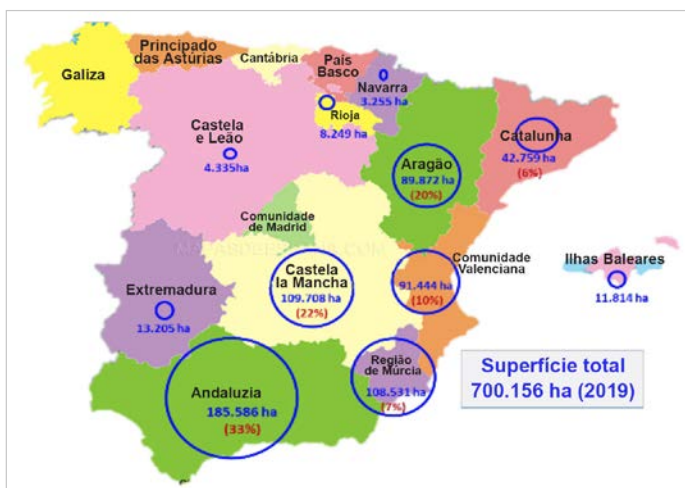 Galiza
Principado
das Astúrias
Cantábria
País
Basco
Navarra
3.255 ha
Rioja
8.249 ha
Castela
e Leão
4.335ha
Aragão
89.872 ha
(20%)
Catalunha
42.759 ha
(6%)
Comunidade
de Madrid
Castela
la Mancha
109.708 ha
(22%)
Comunidade
Valenciana
91.444 ha
(10%)
Ilhas Baleares
11.814 ha
Extremadura
13.205 ha
Andaluzia
185.586 ha
(33%)
Região
de Múrcia
108.531 ha
(7%)
Superfície total
700.156 ha (2019)